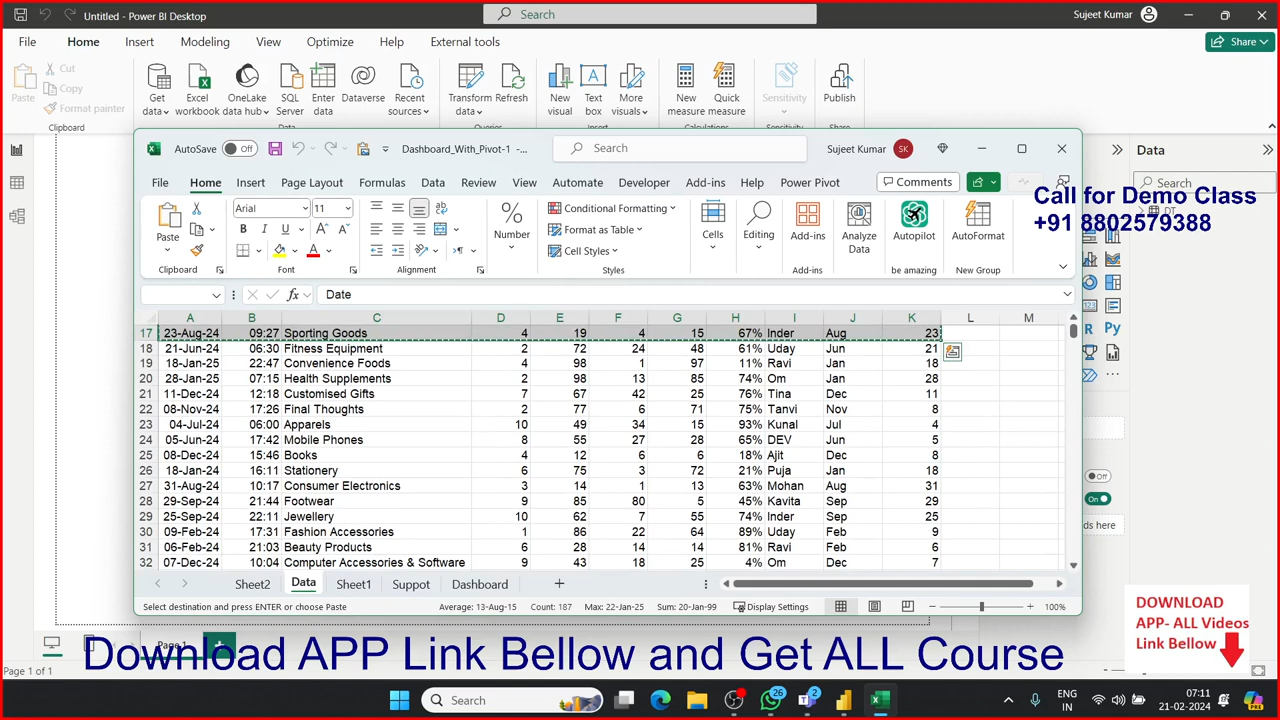 Untitled - Power BI Desktop
Search
Sujeet Kumar
File Home Insert Modeling View Optimize Help External tools
Share
Paste
Cut
Copy
Format painter
Clipboard
Get data
Excel workbook
OneLake data hub
SQL Server
Enter data
Dataverse
Recent sources
Transform data
Refresh
New visual
Text box
More visuals
New measure
Quick measure
Sensitivity
Publish
Data
Queries
Insert
Calculations
Sensitivity
Share
AutoSave Off
Dashboard_With_Pivot-1 -...
Search
Sujeet Kumar SK
File Home Insert Page Layout Formulas Data Review View Automate Developer Add-ins Help Power Pivot
Comments
Paste
Arial 11
B I U
Number
Conditional Formatting
Format as Table
Cell Styles
Cells
Editing
Add-ins
Analyze Data
Autopilot
AutoFormat
Clipboard Font Alignment Styles Add-ins be amazing New Group
fx Date
A B C D E F G H I J K L M
17 23-Aug-24 09:27 Sporting Goods 4 19 4 15 67% Inder Aug 23
18 21-Jun-24 06:30 Fitness Equipment 2 72 24 48 61% Uday Jun 21
19 18-Jan-25 22:47 Convenience Foods 4 98 1 97 11% Ravi Jan 18
20 28-Jan-25 07:15 Health Supplements 2 98 13 85 74% Om Jan 28
21 11-Dec-24 12:18 Customised Gifts 7 67 42 25 76% Tina Dec 11
22 08-Nov-24 17:26 Final Thoughts 2 77 6 71 75% Tanvi Nov 8
23 04-Jul-24 06:00 Apparels 10 49 34 15 93% Kunal Jul 4
24 05-Jun-24 17:42 Mobile Phones 8 55 27 28 65% DEV Jun 5
25 08-Dec-24 15:46 Books 4 12 6 6 18% Ajit Dec 8
26 18-Jan-24 16:11 Stationery 6 75 3 72 21% Puja Jan 18
27 31-Aug-24 10:17 Consumer Electronics 3 14 1 13 63% Mohan Aug 31
28 29-Sep-24 21:44 Footwear 9 85 80 5 45% Kavita Sep 29
29 25-Sep-24 22:11 Jewellery 10 62 7 55 74% Inder Sep 25
30 09-Feb-24 17:31 Fashion Accessories 1 86 22 64 89% Uday Feb 9
31 06-Feb-24 21:03 Beauty Products 6 28 14 14 81% Ravi Feb 6
32 07-Dec-24 10:04 Computer Accessories & Software 9 43 18 25 4% Om Dec 7
Sheet2 Data Sheet1 Suppot Dashboard
Select destination and press ENTER or choose Paste
Average: 13-Aug-15 Count: 187 Max: 22-Jan-25 Sum: 20-Jan-99
Display Settings
100%
Data
Search
Call for Demo Class
+91 8802579388
Py
Off
On
ds here
DOWNLOAD
APP- ALL Videos
Link Bellow
Page 1
Download APP Link Bellow and Get ALL Course
Page 1 of 1
Search
26
2
ENG
IN
07:11
21-02-2024